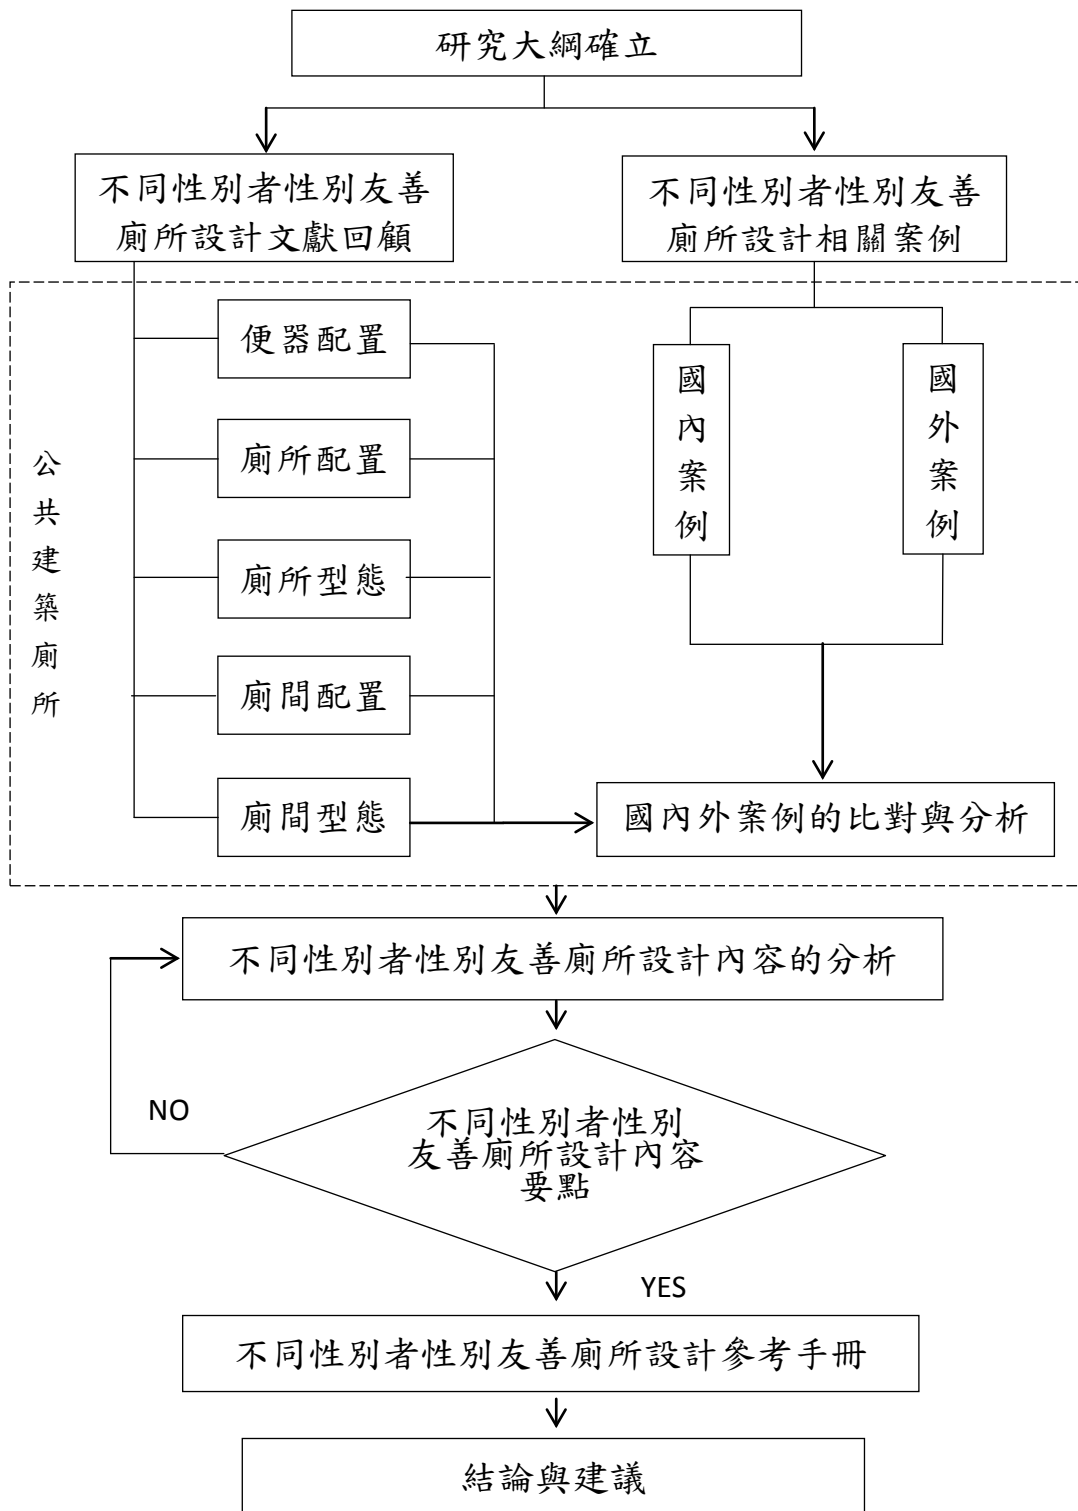 研究大綱確立
不同性別者性別友善
廁所設計文獻回顧
不同性別者性別友善
廁所設計相關案例
公共建築廁所
便器配置
廁所配置
廁所型態
廁間配置
廁間型態
國內案例
國外案例
國內外案例的比對與分析
不同性別者性別友善廁所設計內容的分析
NO
不同性別者性別
友善廁所設計內容
要點
YES
不同性別者性別友善廁所設計參考手冊
結論與建議